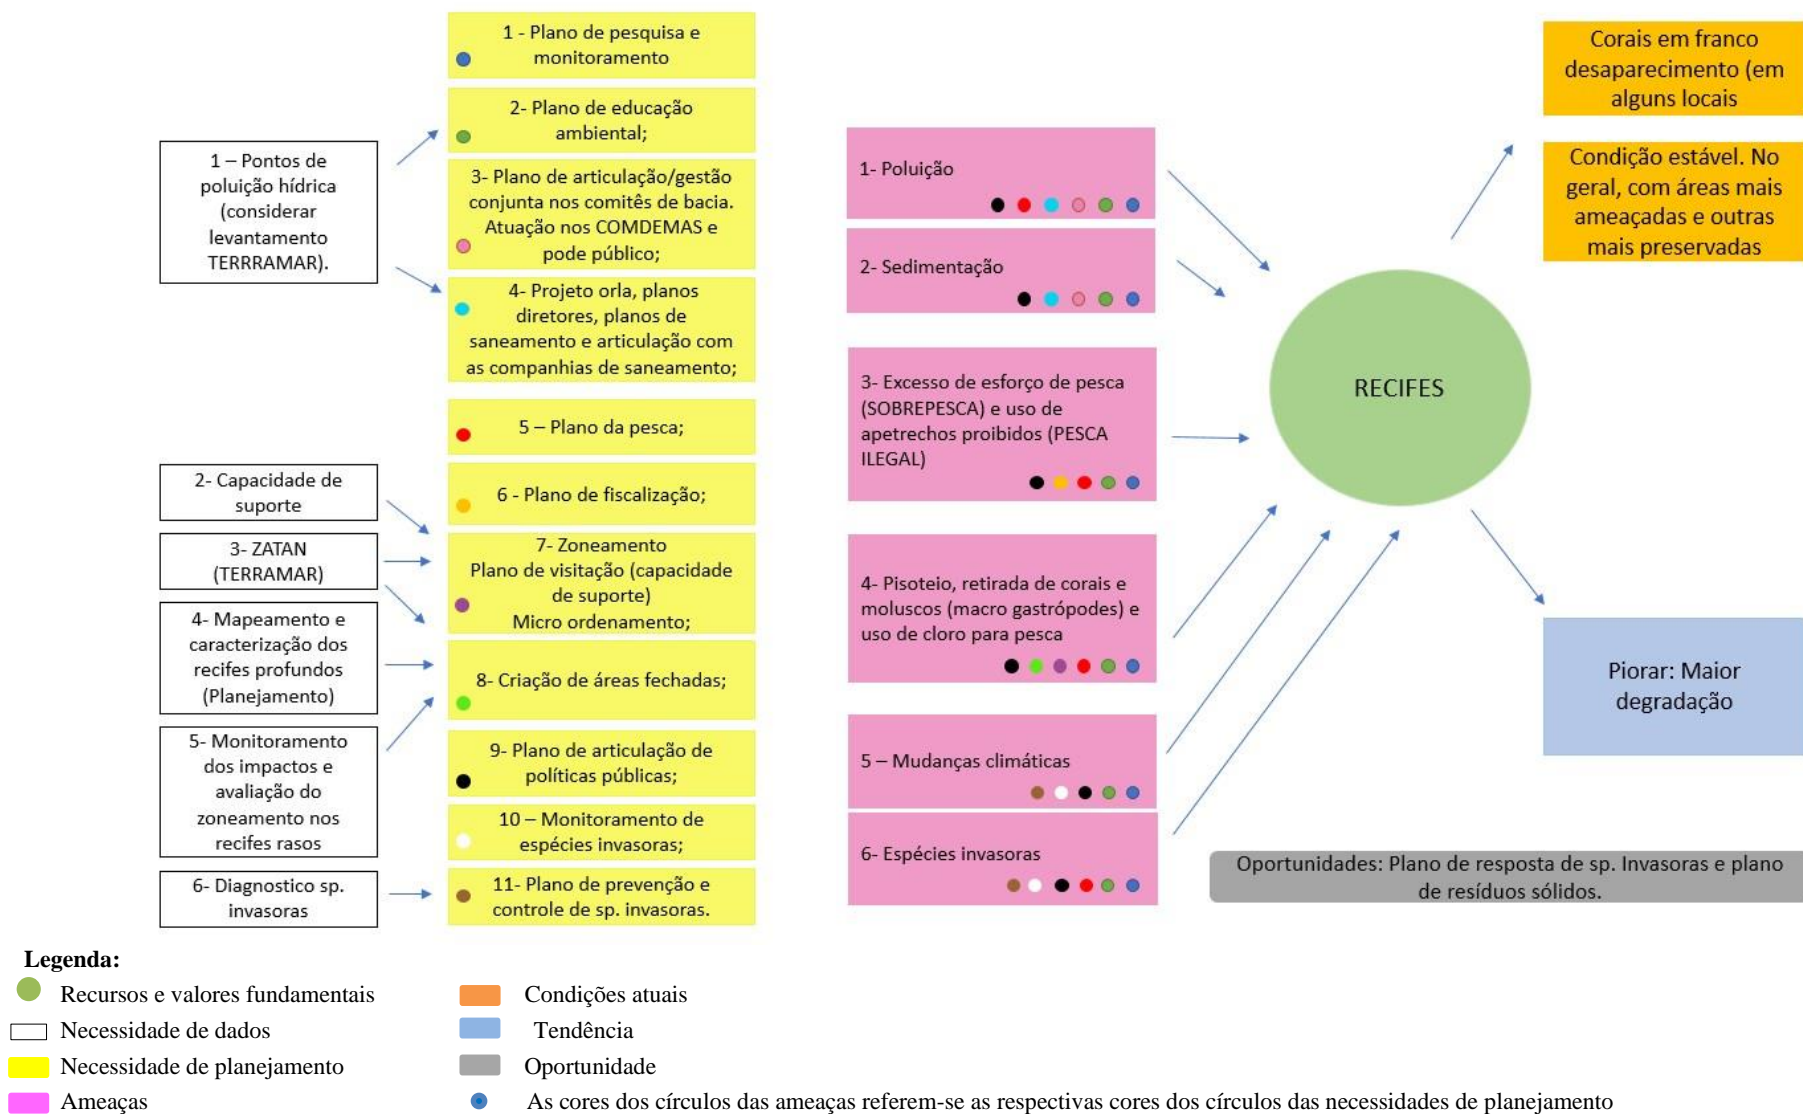 1 – Pontos de
poluição hídrica
(considerar
levantamento
TERRRAMAR).
2- Capacidade de
suporte
3- ZATAN
(TERRAMAR)
4- Mapeamento e
caracterização dos
recifes profundos
(Planejamento)
5- Monitoramento
dos impactos e
avaliação do
zoneamento nos
recifes rasos
6- Diagnostico sp.
invasoras
1 - Plano de pesquisa e
monitoramento
2- Plano de educação
ambiental;
3- Plano de articulação/gestão
conjunta nos comitês de bacia.
Atuação nos COMDEMAS e
pode público;
4- Projeto orla, planos
diretores, planos de
saneamento e articulação com
as companhias de saneamento;
5 – Plano da pesca;
6 - Plano de fiscalização;
7- Zoneamento
Plano de visitação (capacidade
de suporte)
Micro ordenamento;
8- Criação de áreas fechadas;
9- Plano de articulação de
políticas públicas;
10 – Monitoramento de
espécies invasoras;
11- Plano de prevenção e
controle de sp. invasoras.
1- Poluição
2- Sedimentação
3- Excesso de esforço de pesca
(SOBREPESCA) e uso de
apetrechos proibidos (PESCA
ILEGAL)
4- Pisoteio, retirada de corais e
moluscos (macro gastrópodes) e
uso de cloro para pesca
5 – Mudanças climáticas
6- Espécies invasoras
RECIFES
Corais em franco
desaparecimento (em
alguns locais
Condição estável. No
geral, com áreas mais
ameaçadas e outras
mais preservadas
Piorar: Maior
degradação
Oportunidades: Plano de resposta de sp. Invasoras e plano
de resíduos sólidos.
Legenda:
Recursos e valores fundamentais
Necessidade de dados
Necessidade de planejamento
Ameaças
Condições atuais
Tendência
Oportunidade
As cores dos círculos das ameaças referem-se as respectivas cores dos círculos das necessidades de planejamento